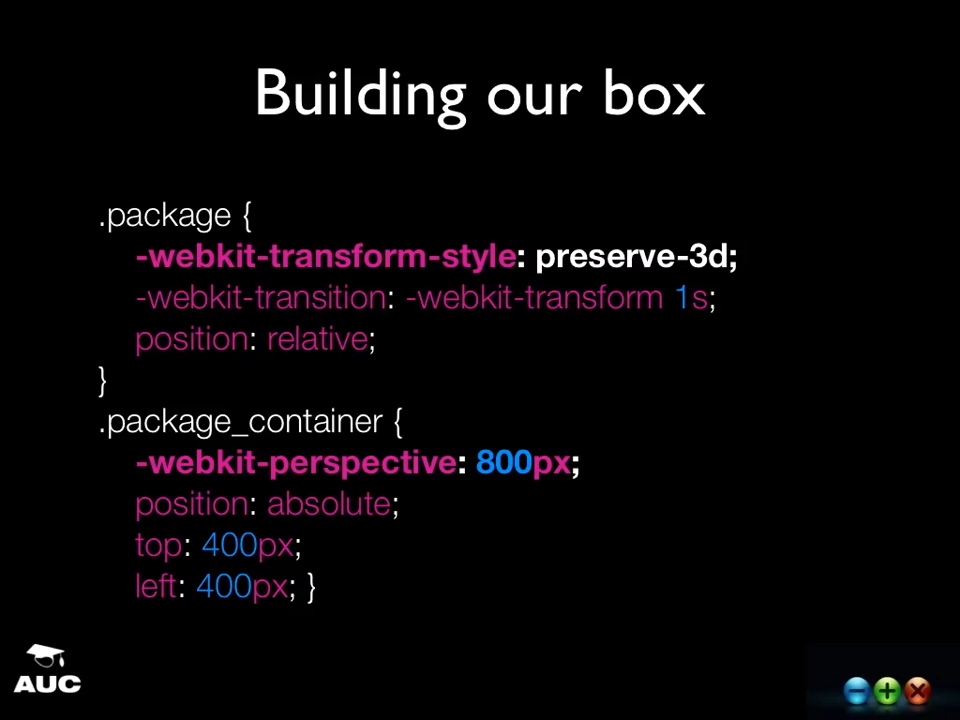 Building our box
.package {
-webkit-transform-style: preserve-3d;
-webkit-transition: -webkit-transform 1s;
position: relative;
}
.package_container {
-webkit-perspective: 800px;
position: absolute;
top: 400px;
left: 400px; }
AUC